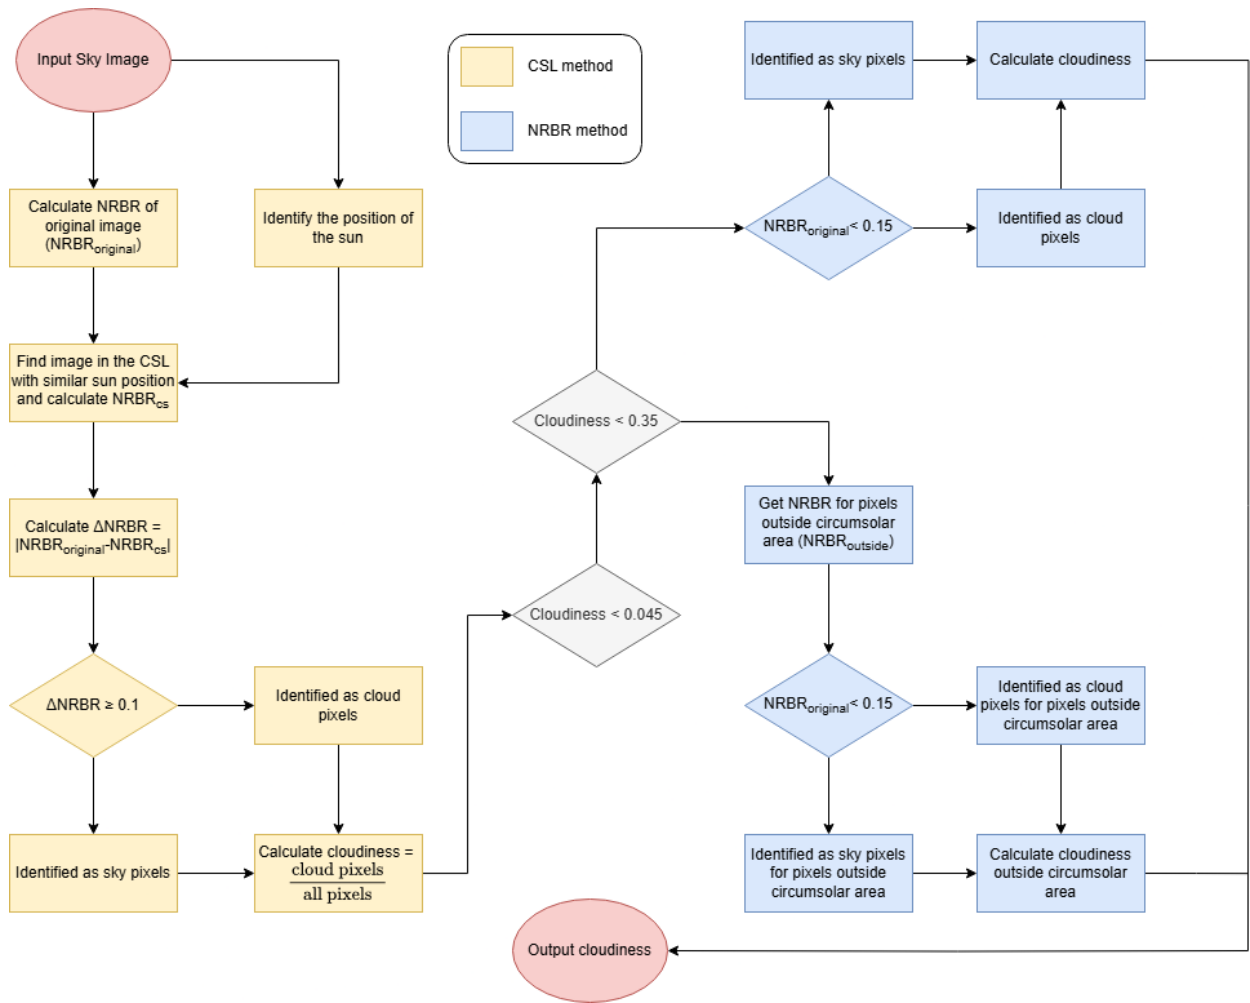 Input Sky Image
CSL method
NRBR method
Identified as sky pixels
Calculate cloudiness
Calculate NRBR of
original image
(NRBRoriginal)
Identify the position of
the sun
NRBRoriginal< 0.15
Identified as cloud
pixels
Find image in the CSL
with similar sun position
and calculate NRBRcs
Cloudiness < 0.35
Calculate ΔNRBR =
|NRBRoriginal-NRBRcs|
Get NRBR for pixels
outside circumsolar
area (NRBRoutside)
Cloudiness < 0.045
ΔNRBR ≥ 0.1
Identified as cloud
pixels
NRBRoriginal< 0.15
Identified as cloud
pixels for pixels outside
circumsolar area
Identified as sky pixels
Calculate cloudiness =
cloud pixels
all pixels
Identified as sky pixels
for pixels outside
circumsolar area
Calculate cloudiness
outside circumsolar
area
Output cloudiness